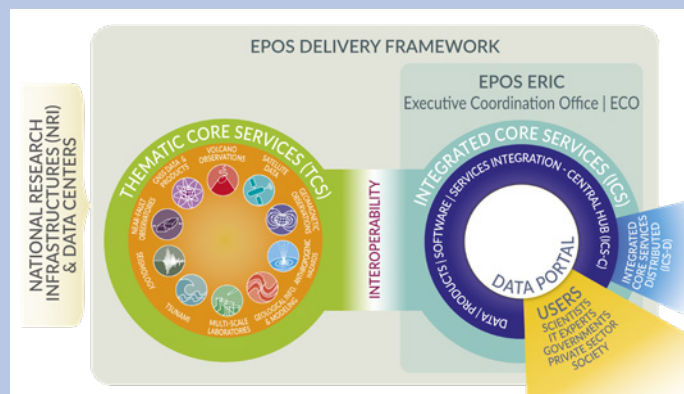 EPOS DELIVERY FRAMEWORK
NATIONAL RESEARCH
INFRASTRUCTURES (NRI)
& DATA CENTERS
THEMATIC CORE SERVICES (TCS)
VOLCANO
OBSERVATIONS
SATELLITE
DATA
GEOMAGNETIC
OBSERVATIONS
ANTHROPOGENIC
HAZARDS
GEOLOGICAL INFO
& MODELING
MULTI-SCALE
LABORATORIES
TSUNAMI
SEISMOLOGY
NEAR-FAULT
OBSERVATORIES
GNSS DATA &
PRODUCTS
INTEROPERABILITY
EPOS ERIC
Executive Coordination Office | ECO
INTEGRATED CORE SERVICES (ICS)
DATA | PRODUCTS | SOFTWARE | SERVICES INTEGRATION - CENTRAL HUB (ICS-C)
DATA PORTAL
INTEGRATED
CORE SERVICES
DISTRIBUTED
(ICS-D)
USERS
SCIENTISTS
IT EXPERTS
GOVERNMENTS
PRIVATE SECTOR
SOCIETY